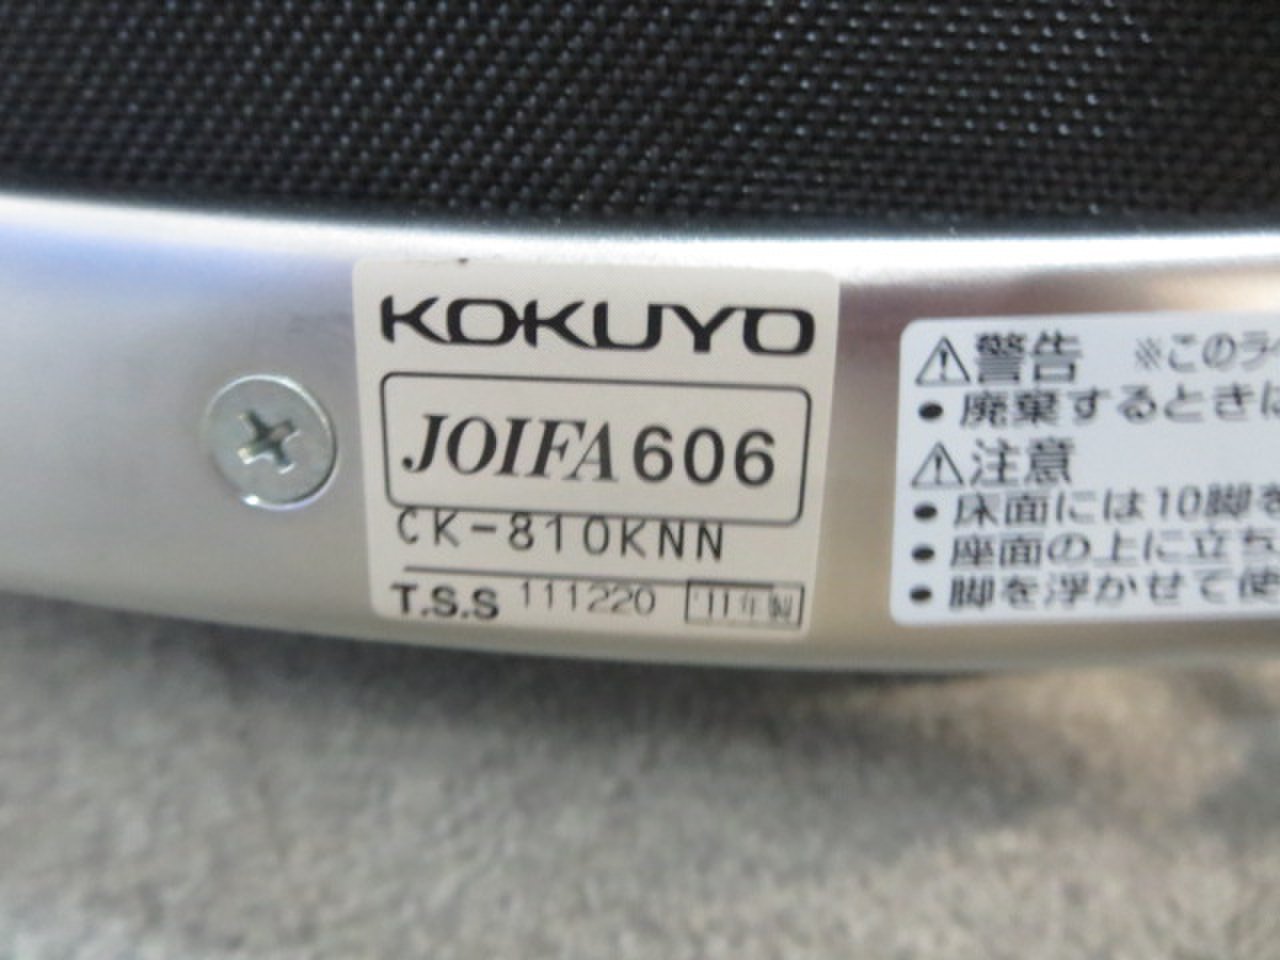 KOKUYO
JOIFA 606
CK-810KNN
T.S.S 111220 '11年製
⚠警告 ※このラ
● 廃棄するときに
⚠注意
● 床面には10脚を
● 座面の上に立ち
● 脚を浮かせて使